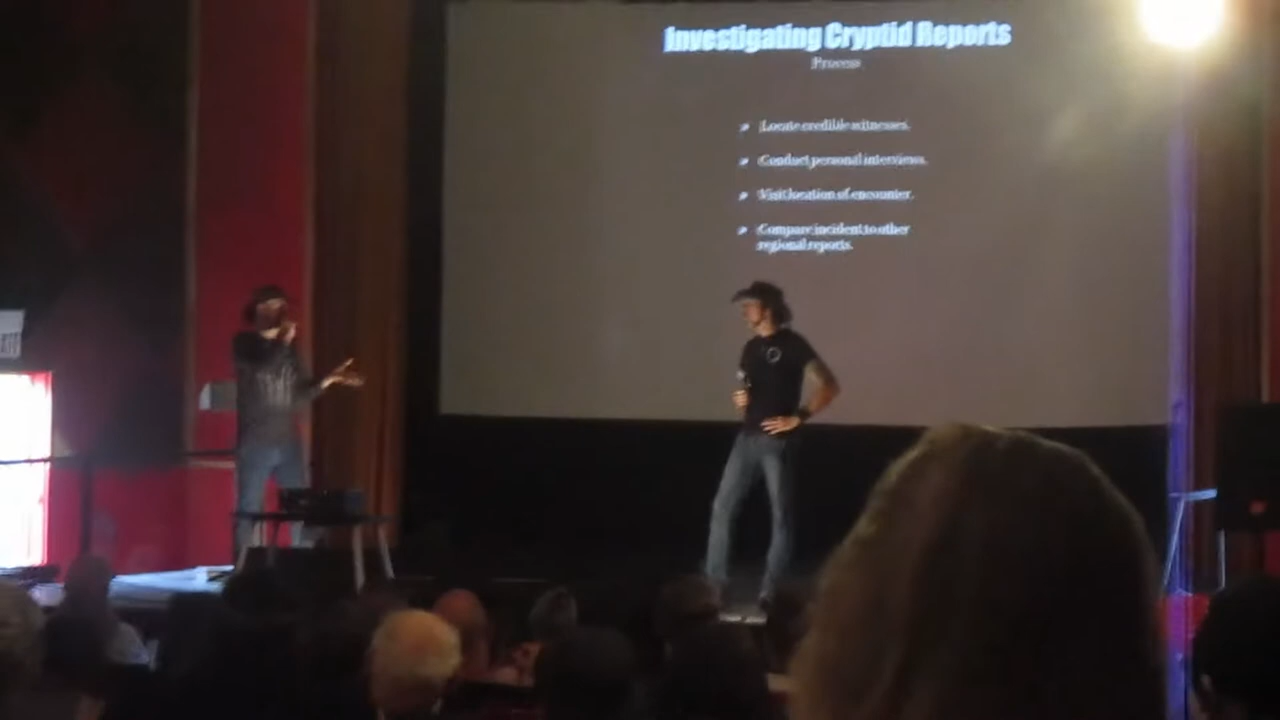 Investigating Cryptid Reports
Process
Locate credible witnesses.
Conduct personal interviews.
Visit location of encounter.
Compare incident to other
regional reports.